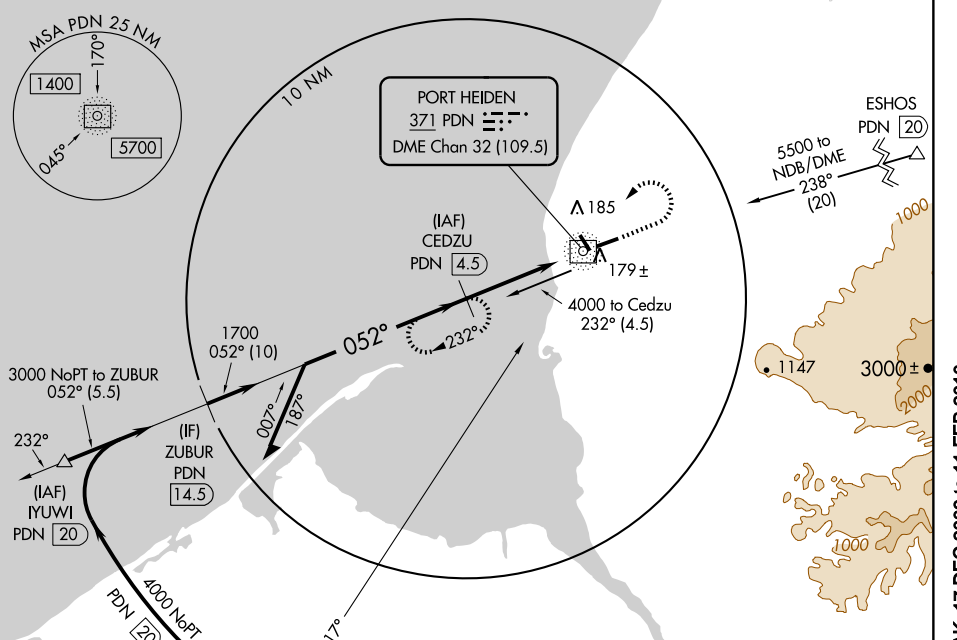 MSA PDN 25 NM
170°
1400
045°
5700
10 NM
PORT HEIDEN
371 PDN
DME Chan 32 (109.5)
ESHOS
PDN 20
5500 to
NDB/DME
238°
(20)
1000
185
(IAF)
CEDZU
PDN 4.5
179±
4000 to Cedzu
232° (4.5)
052°
232°
1700
052° (10)
3000 NoPT to ZUBUR
052° (5.5)
007°
187°
1147
3000±
2000
232°
(IF)
ZUBUR
PDN
14.5
(IAF)
IYUWI
PDN 20
1000
4000 NoPT
PDN 20
17°